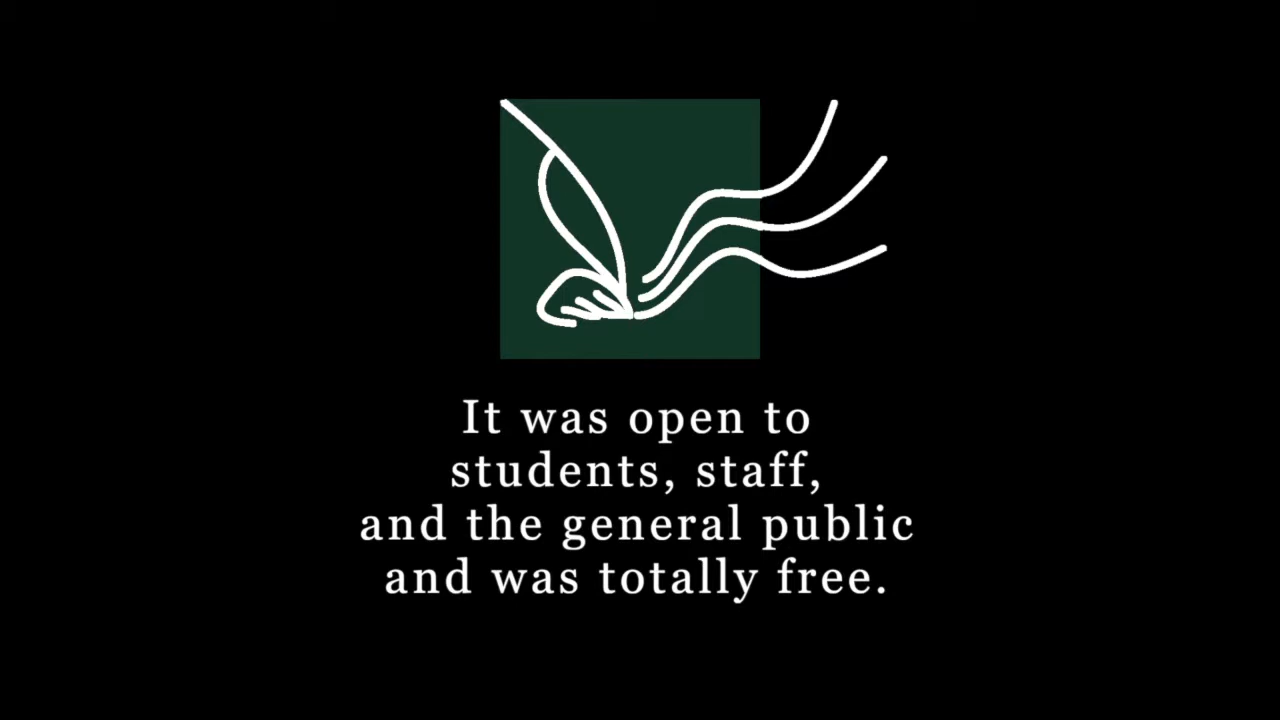 It was open to
students, staff,
and the general public
and was totally free.